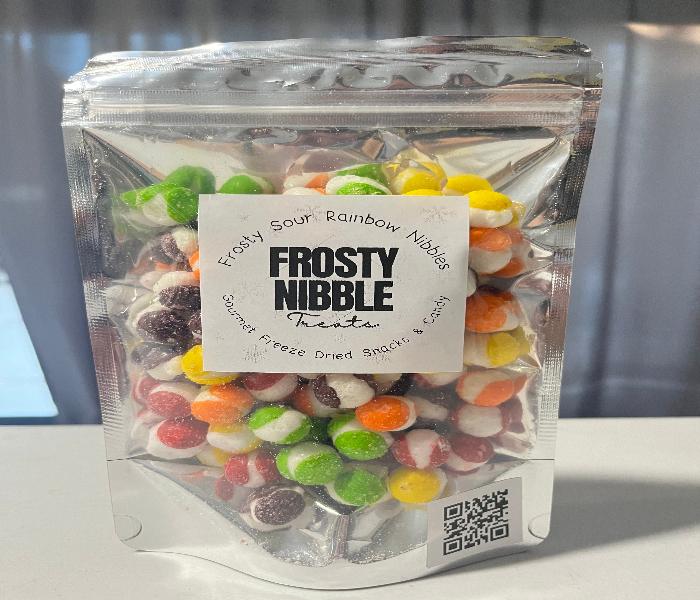 Frosty Sour Rainbow Nibbles
FROSTY
NIBBLE
Treats
Gourmet Freeze Dried Snacks & Candy